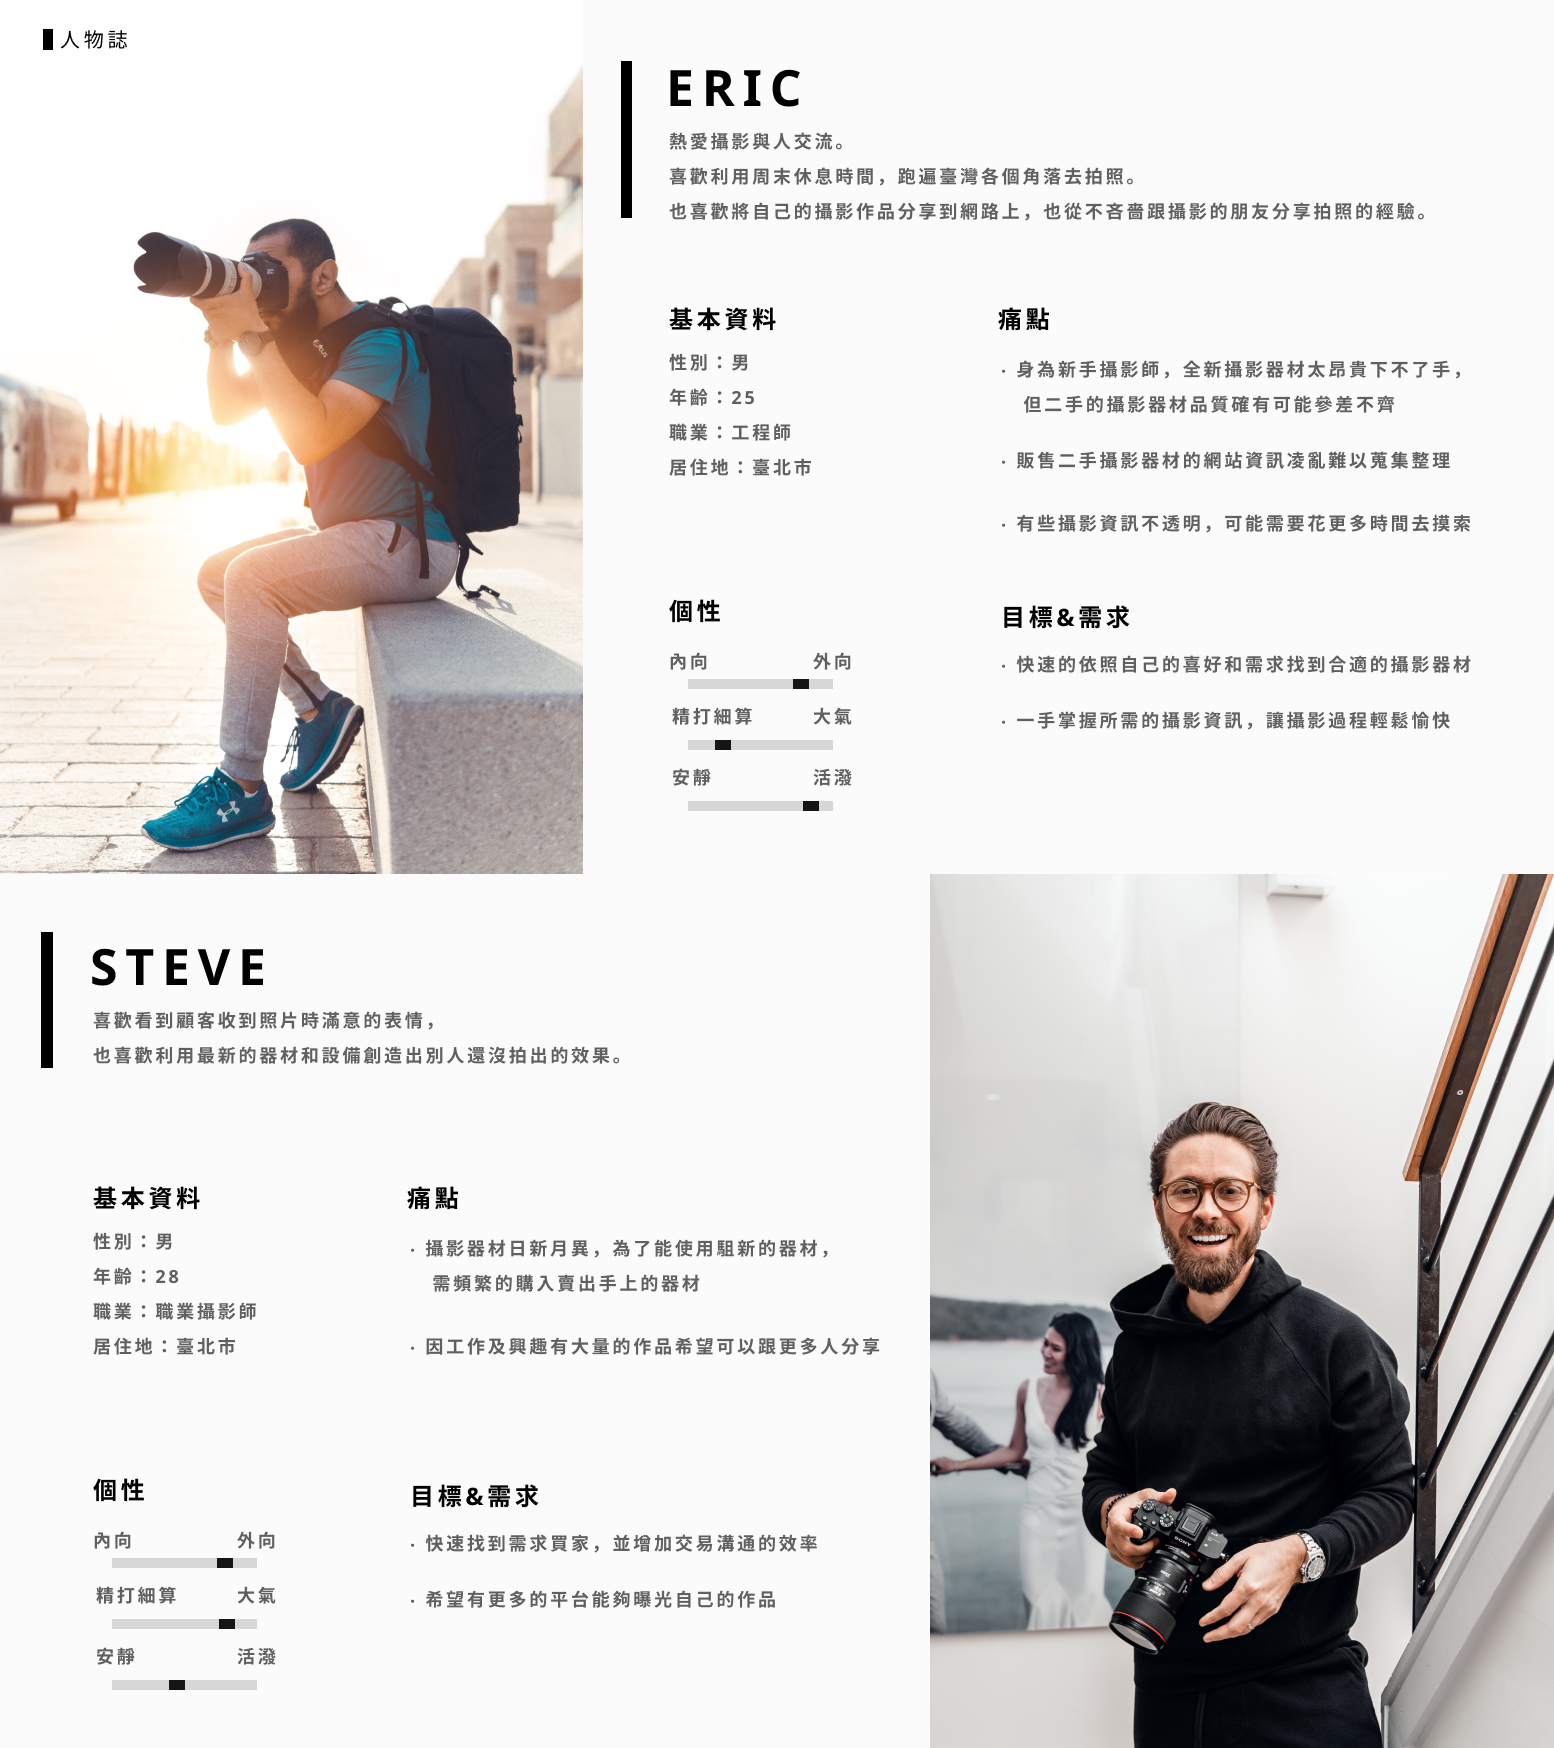 人物誌
ERIC
熱愛攝影與人交流。
喜歡利用周末休息時間，跑遍臺灣各個角落去拍照。
也喜歡將自己的攝影作品分享到網路上，也從不吝嗇跟攝影的朋友分享拍照的經驗。
基本資料
性別：男
年齡：25
職業：工程師
居住地：臺北市
痛點
· 身為新手攝影師，全新攝影器材太昂貴下不了手，
但二手的攝影器材品質確有可能參差不齊
· 販售二手攝影器材的網站資訊凌亂難以蒐集整理
· 有些攝影資訊不透明，可能需要花更多時間去摸索
個性
內向 外向
精打細算 大氣
安靜 活潑
目標&需求
· 快速的依照自己的喜好和需求找到合適的攝影器材
· 一手掌握所需的攝影資訊，讓攝影過程輕鬆愉快
STEVE
喜歡看到顧客收到照片時滿意的表情，
也喜歡利用最新的器材和設備創造出別人還沒拍出的效果。
基本資料
性別：男
年齡：28
職業：職業攝影師
居住地：臺北市
痛點
· 攝影器材日新月異，為了能使用駔新的器材，
需頻繁的購入賣出手上的器材
· 因工作及興趣有大量的作品希望可以跟更多人分享
個性
內向 外向
精打細算 大氣
安靜 活潑
目標&需求
· 快速找到需求買家，並增加交易溝通的效率
· 希望有更多的平台能夠曝光自己的作品
SONY